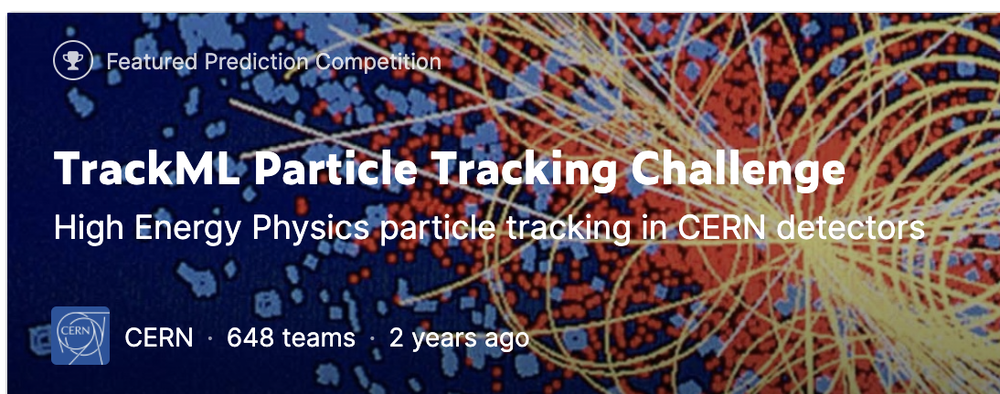 Featured Prediction Competition
TrackML Particle Tracking Challenge
High Energy Physics particle tracking in CERN detectors
CERN
CERN · 648 teams · 2 years ago